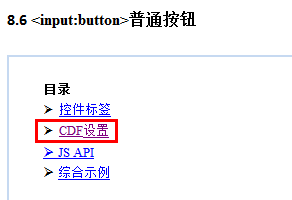 8.6 <input:button>普通按钮
目录
➢ 控件标签
➢ CDF设置
➢ JS API
➢ 综合示例